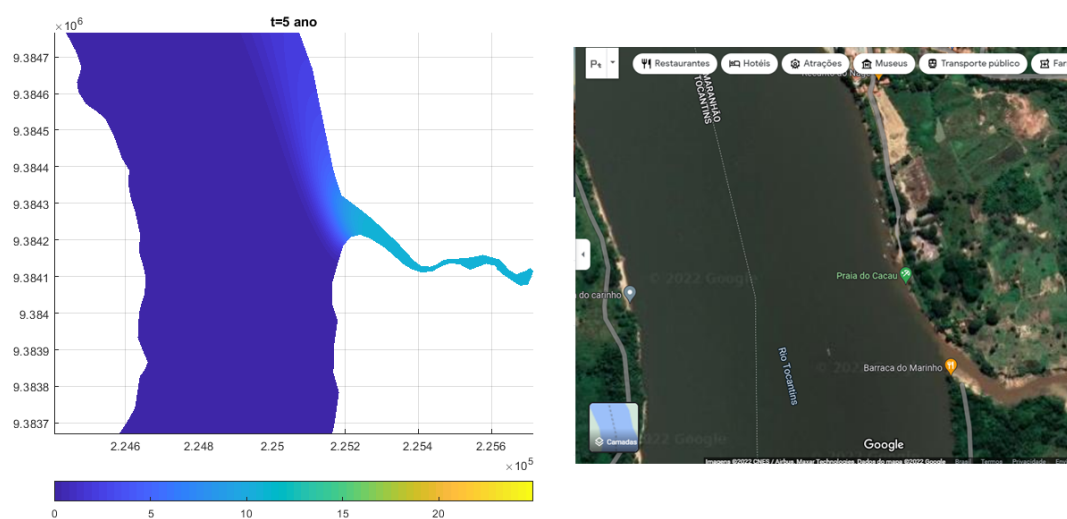 t=5 ano
×10⁶
9.3847
9.3846
9.3845
9.3844
9.3843
9.3842
9.3841
9.384
9.3839
9.3838
9.3837
2.246
2.248
2.25
2.252
2.254
2.256
×10⁵
0
5
10
15
20
Restaurantes
Hotéis
Atrações
Museus
Transporte público
MARANHÃO
TOCANTINS
© 2022 Google
Praia do Cacau
do carinho
Rio Tocantins
Barraca do Marinho
2022 Google
Camadas
Google
Imagens ©2022 CNES / Airbus, Maxar Technologies, Dados do mapa ©2022 Google
Brasil
Termos
Privacidade